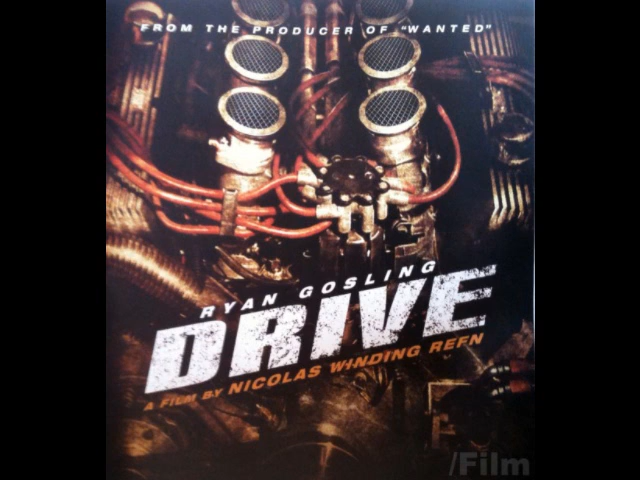 FROM THE PRODUCER OF "WANTED"
RYAN GOSLING
DRIVE
A FILM BY NICOLAS WINDING REFN
/Film